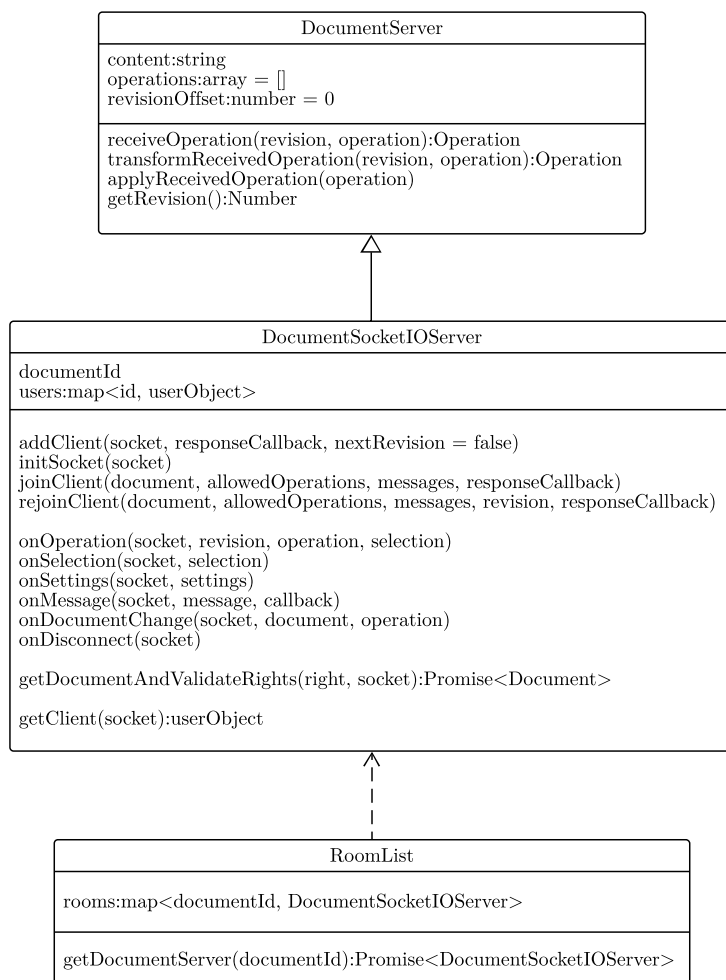 DocumentServer
content:string
operations:array = []
revisionOffset:number = 0
receiveOperation(revision, operation):Operation
transformReceivedOperation(revision, operation):Operation
applyReceivedOperation(operation)
getRevision():Number
DocumentSocketIOServer
documentId
users:map<id, userObject>
addClient(socket, responseCallback, nextRevision = false)
initSocket(socket)
joinClient(document, allowedOperations, messages, responseCallback)
rejoinClient(document, allowedOperations, messages, revision, responseCallback)
onOperation(socket, revision, operation, selection)
onSelection(socket, selection)
onSettings(socket, settings)
onMessage(socket, message, callback)
onDocumentChange(socket, document, operation)
onDisconnect(socket)
getDocumentAndValidateRights(right, socket):Promise<Document>
getClient(socket):userObject
RoomList
rooms:map<documentId, DocumentSocketIOServer>
getDocumentServer(documentId):Promise<DocumentSocketIOServer>